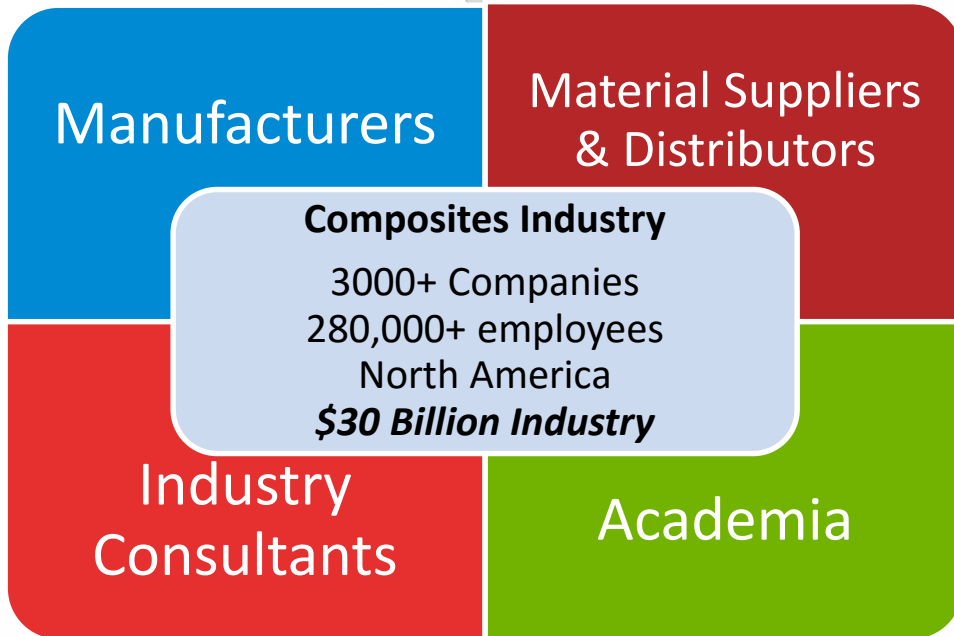 Manufacturers
Material Suppliers
& Distributors
Composites Industry
3000+ Companies
280,000+ employees
North America
$30 Billion Industry
Industry
Consultants
Academia